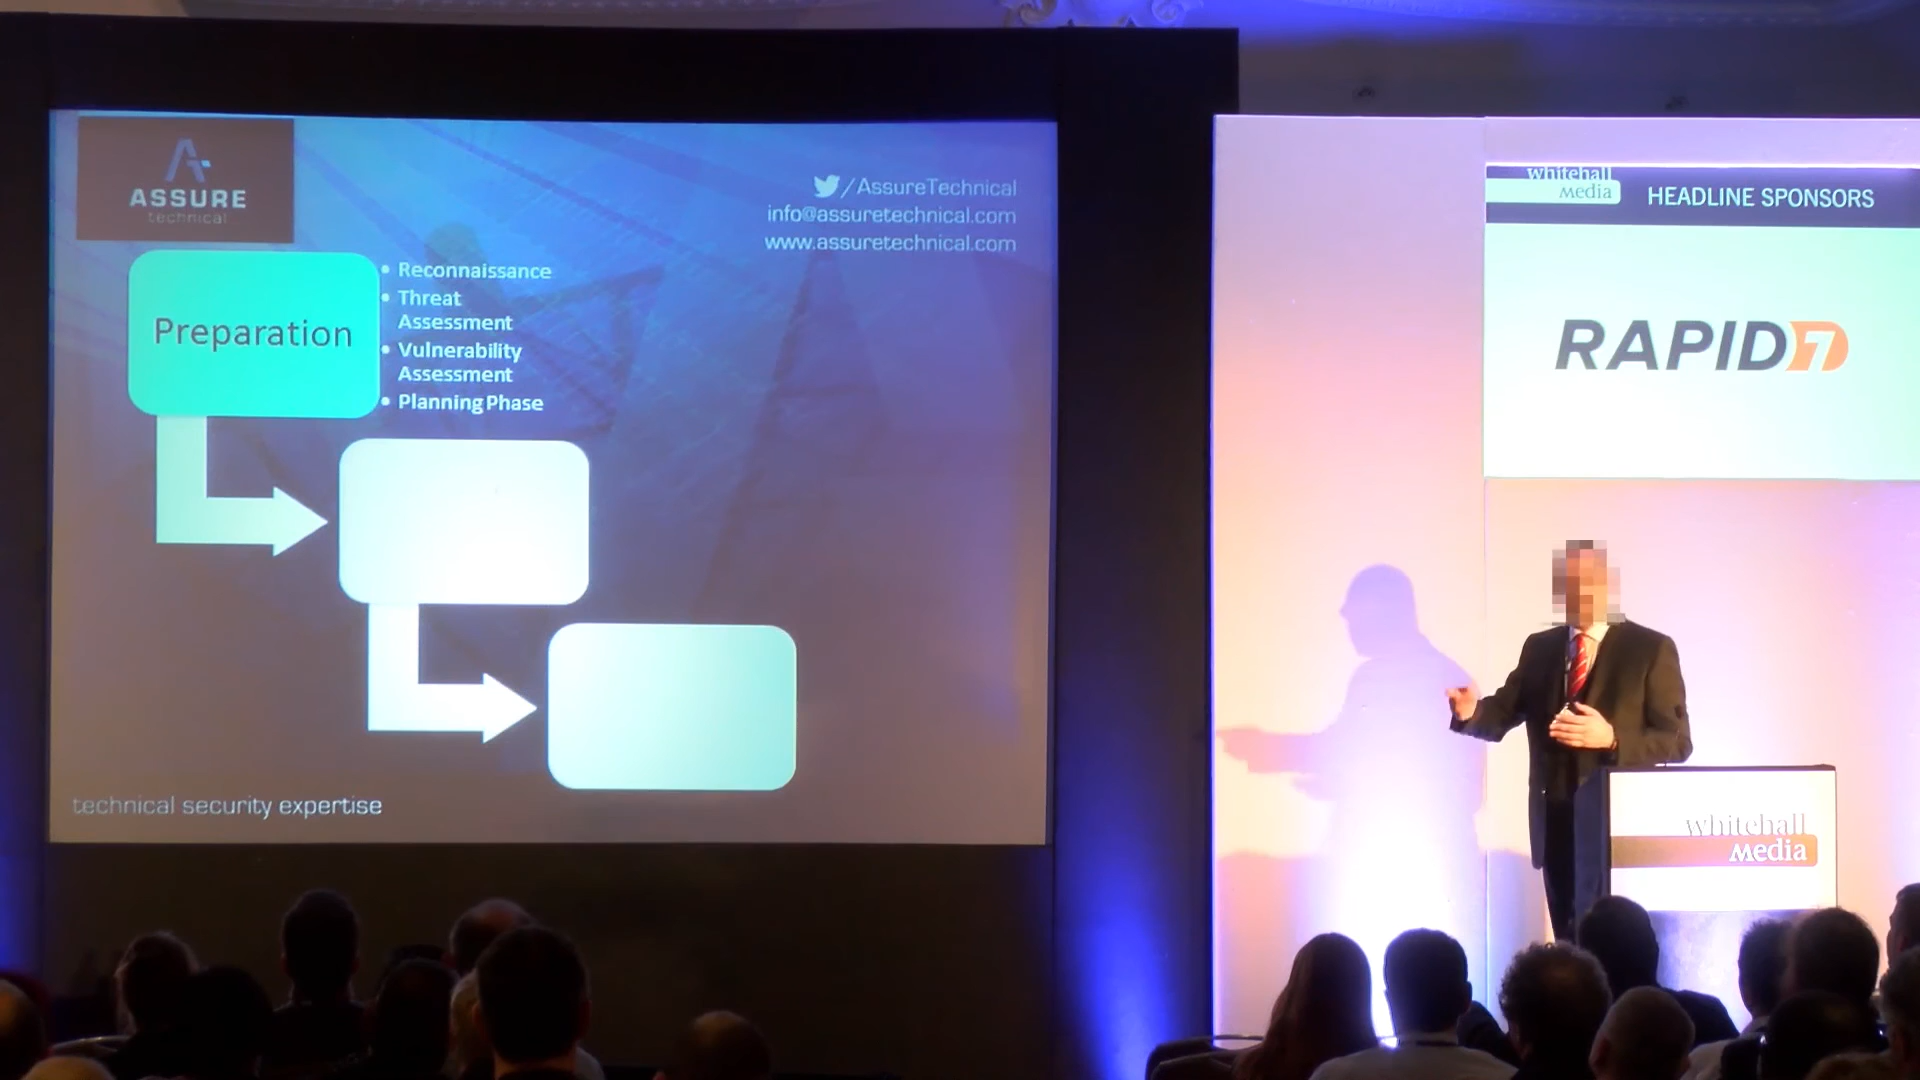 ASSURE
technical
/AssureTechnical
info@assuretechnical.com
www.assuretechnical.com
Preparation
• Reconnaissance
• Threat
Assessment
• Vulnerability
Assessment
• Planning Phase
technical security expertise
whitehall
media
HEADLINE SPONSORS
RAPID7
whitehall
media